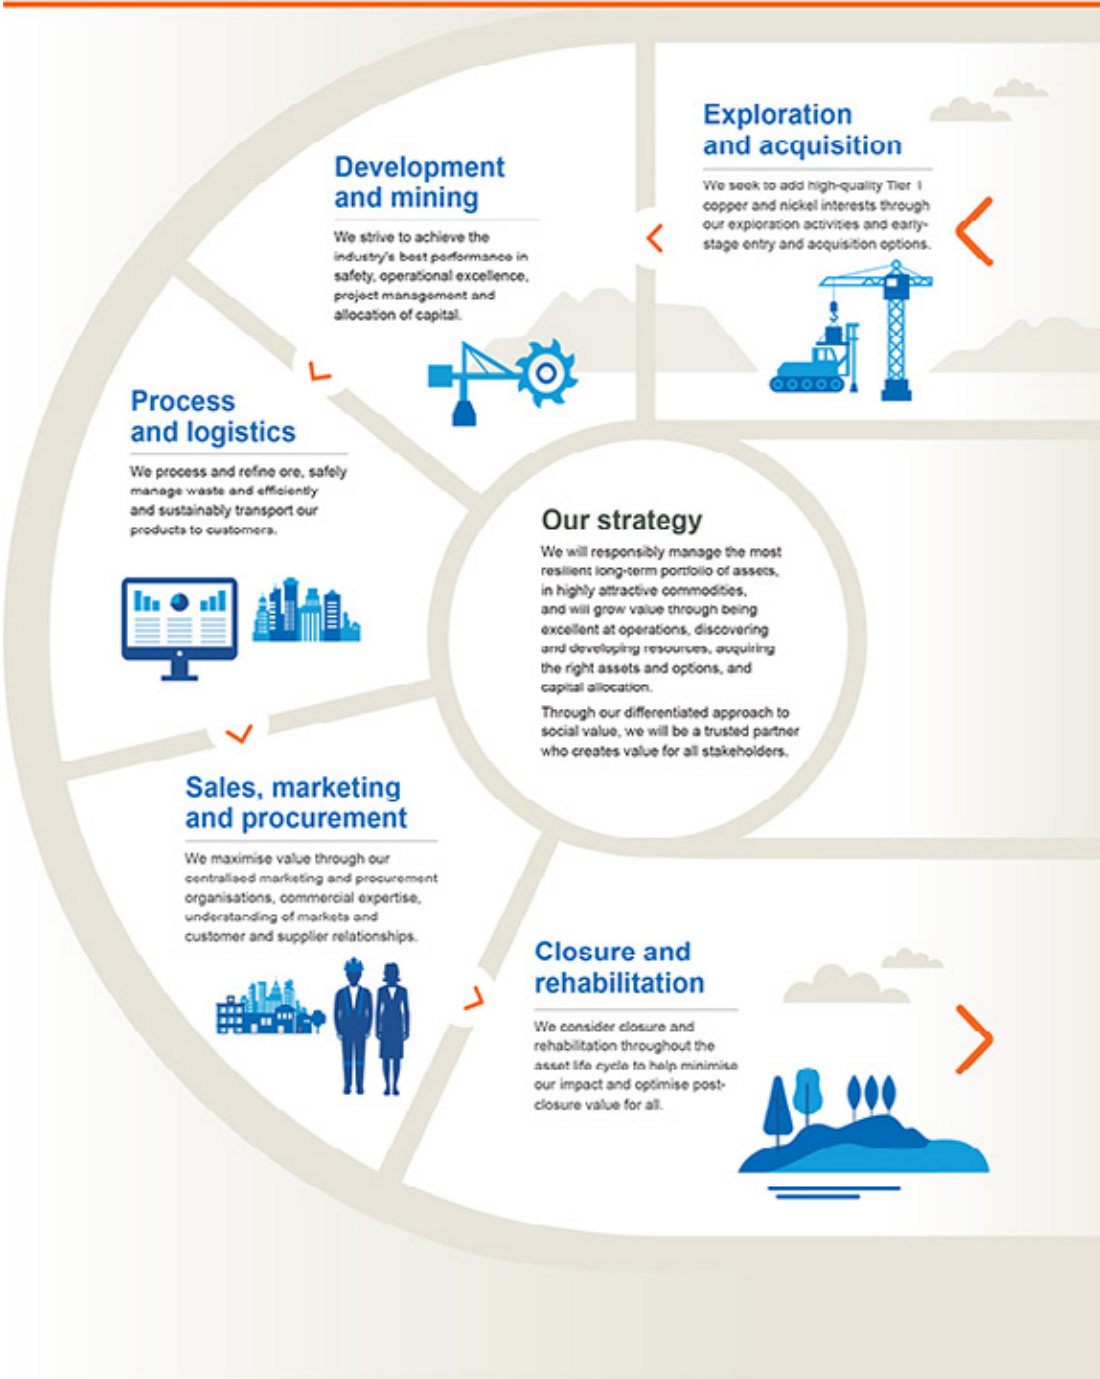 Exploration
and acquisition
We seek to add high-quality Tier 1
copper and nickel interests through
our exploration activities and early-
stage entry and acquisition options.
Development
and mining
We strive to achieve the
industry's best performance in
safety, operational excellence,
project management and
allocation of capital.
Process
and logistics
We process and refine ore, safely
manage waste and efficiently
and sustainably transport our
products to customers.
Our strategy
We will responsibly manage the most
resilient long-term portfolio of assets,
in highly attractive commodities,
and will grow value through being
excellent at operations, discovering
and developing resources, acquiring
the right assets and options, and
capital allocation.
Through our differentiated approach to
social value, we will be a trusted partner
who creates value for all stakeholders.
Sales, marketing
and procurement
We maximise value through our
centralised marketing and procurement
organisations, commercial expertise,
understanding of markets and
customer and supplier relationships.
Closure and
rehabilitation
We consider closure and
rehabilitation throughout the
asset life cycle to help minimise
our impact and optimise post-
closure value for all.